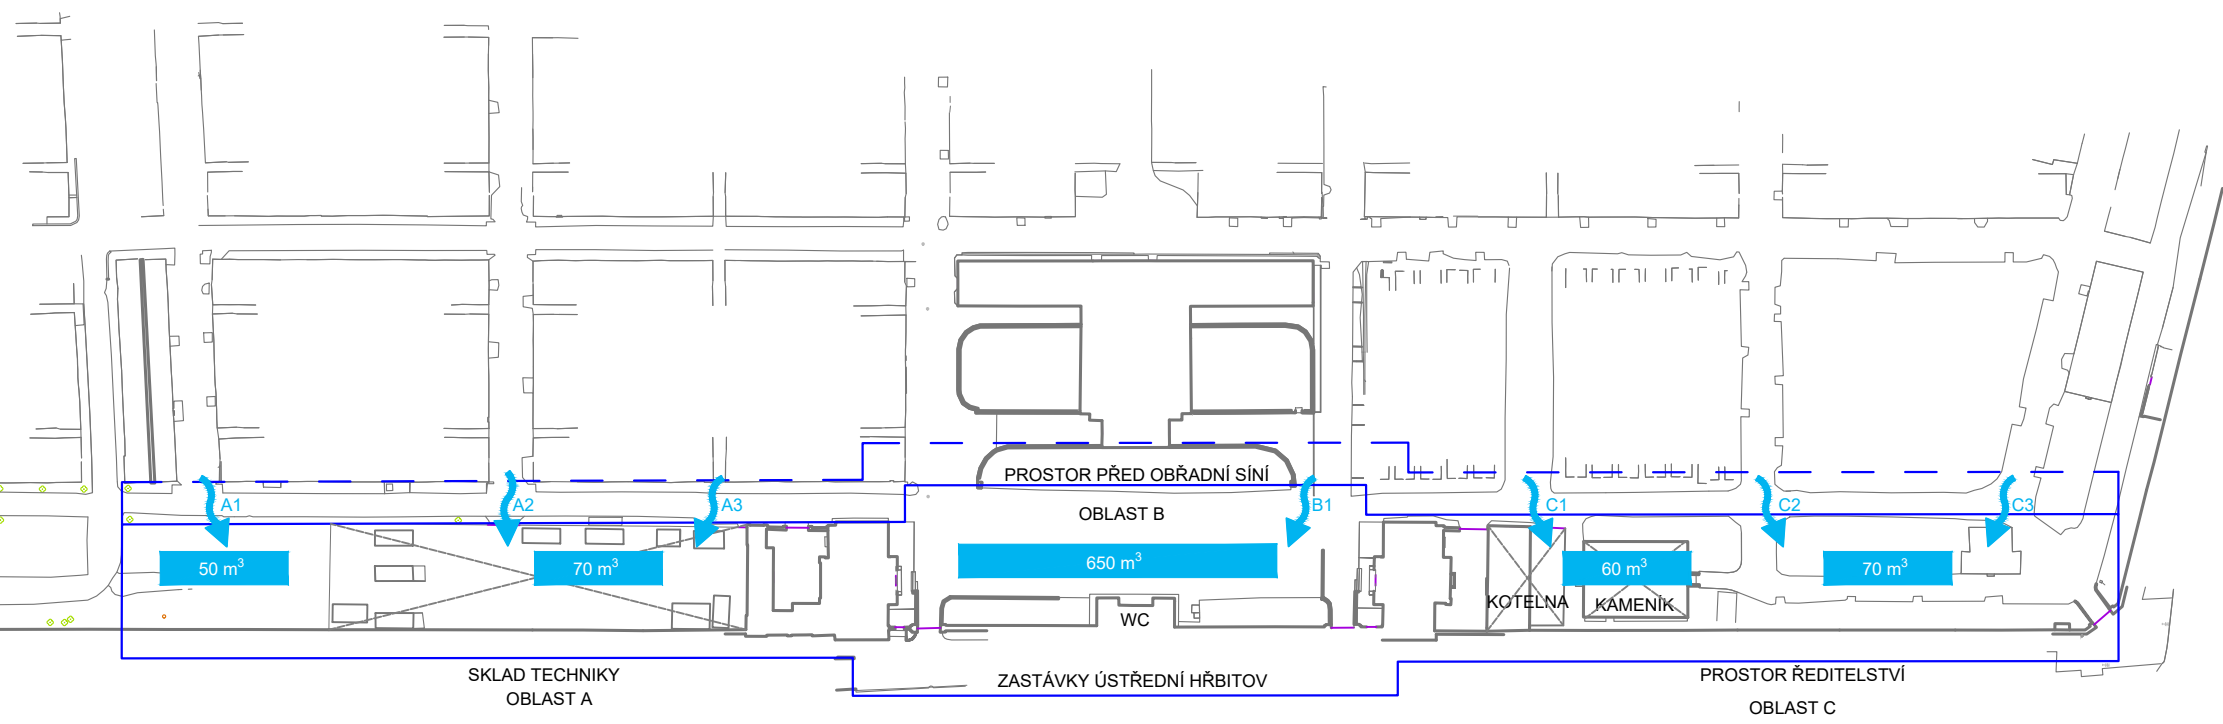 PROSTOR PŘED OBŘADNÍ SÍNÍ
A1
A2
A3
B1
C1
C2
C3
OBLAST B
50 m³
70 m³
650 m³
60 m³
70 m³
KOTELNA
KAMENÍK
WC
SKLAD TECHNIKY
OBLAST A
ZASTÁVKY ÚSTŘEDNÍ HŘBITOV
PROSTOR ŘEDITELSTVÍ
OBLAST C